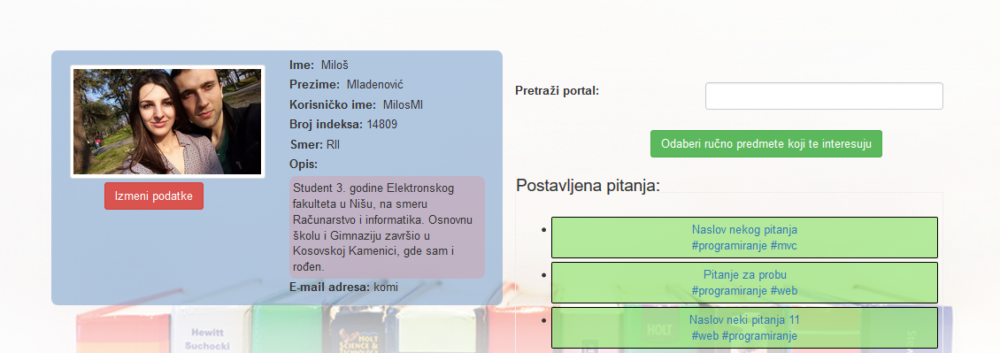 Ime: Miloš
Prezime: Mladenović
Korisničko ime: MilosMl
Broj indeksa: 14809
Smer: RII
Opis:
Student 3. godine Elektronskog
fakulteta u Nišu, na smeru
Računarstvo i informatika. Osnovnu
školu i Gimnaziju završio u
Kosovskoj Kamenici, gde sam i
rođen.
E-mail adresa: komi
Izmeni podatke
Pretraži portal:
Odaberi ručno predmete koji te interesuju
Postavljena pitanja:
Naslov nekog pitanja
#programiranje #mvc
Pitanje za probu
#programiranje #web
Naslov neki pitanja 11
#web #programiranje
Hewitt
Suchocki
HOLT
SCIENCE &
HOLT